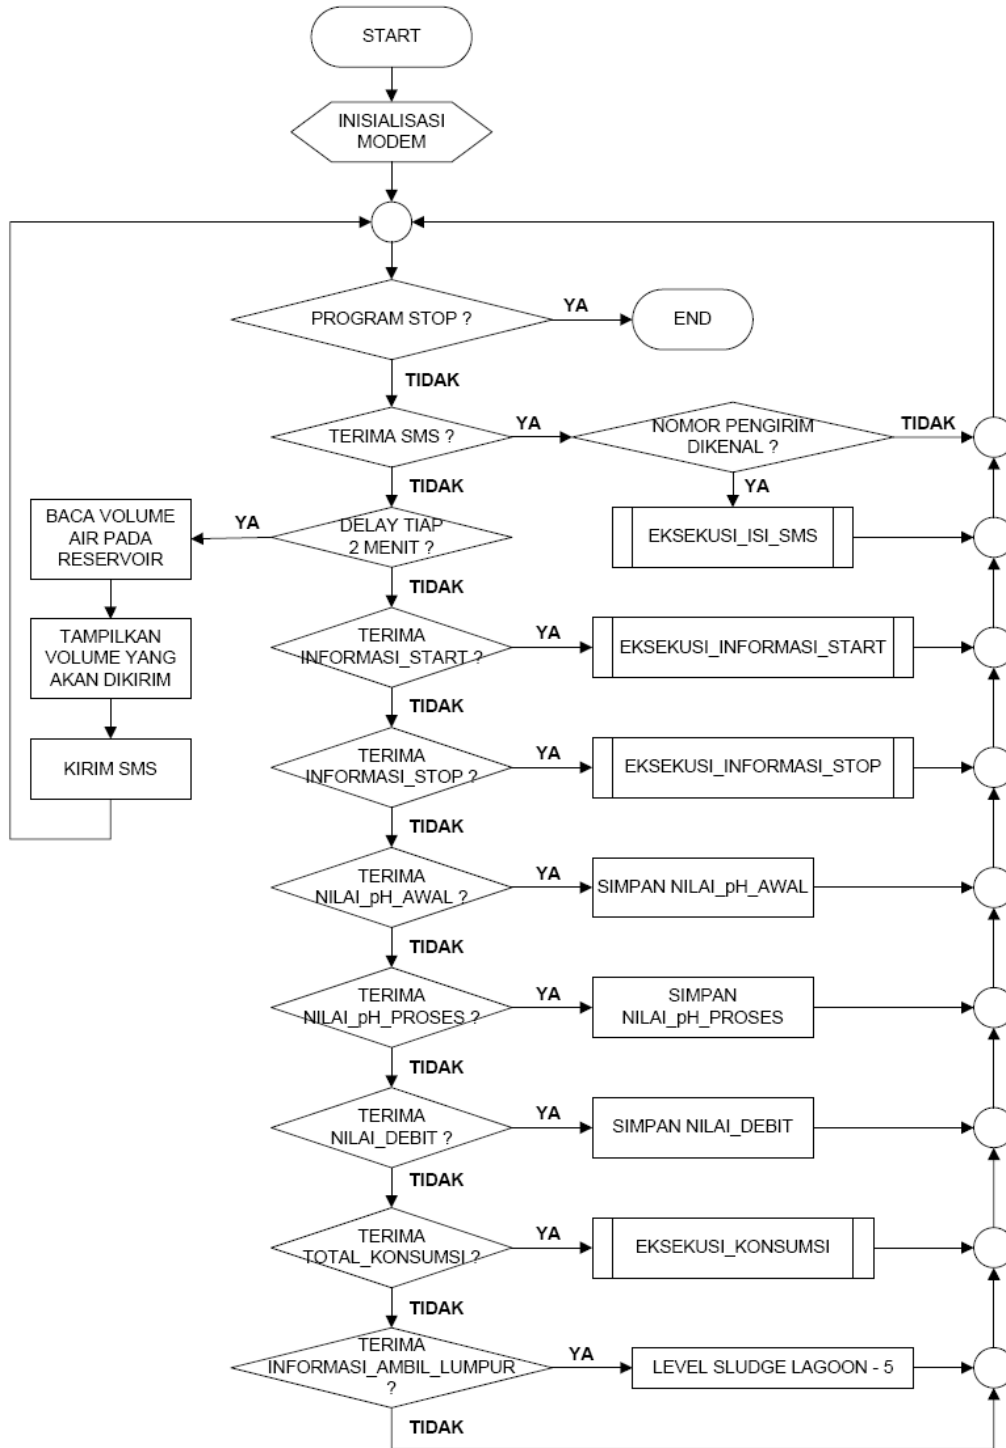 START
INISIALISASI
MODEM
PROGRAM STOP ?
YA
END
TIDAK
TERIMA SMS ?
YA
NOMOR PENGIRIM
DIKENAL ?
TIDAK
TIDAK
YA
BACA VOLUME
AIR PADA
RESERVOIR
YA
DELAY TIAP
2 MENIT ?
EKSEKUSI_ISI_SMS
TIDAK
TAMPILKAN
VOLUME YANG
AKAN DIKIRIM
TERIMA
INFORMASI_START ?
YA
EKSEKUSI_INFORMASI_START
TIDAK
KIRIM SMS
TERIMA
INFORMASI_STOP ?
YA
EKSEKUSI_INFORMASI_STOP
TIDAK
TERIMA
NILAI_pH_AWAL ?
YA
SIMPAN NILAI_pH_AWAL
TIDAK
TERIMA
NILAI_pH_PROSES ?
YA
SIMPAN
NILAI_pH_PROSES
TIDAK
TERIMA
NILAI_DEBIT ?
YA
SIMPAN NILAI_DEBIT
TIDAK
TERIMA
TOTAL_KONSUMSI ?
YA
EKSEKUSI_KONSUMSI
TIDAK
TERIMA
INFORMASI_AMBIL_LUMPUR
?
YA
LEVEL SLUDGE LAGOON - 5
TIDAK